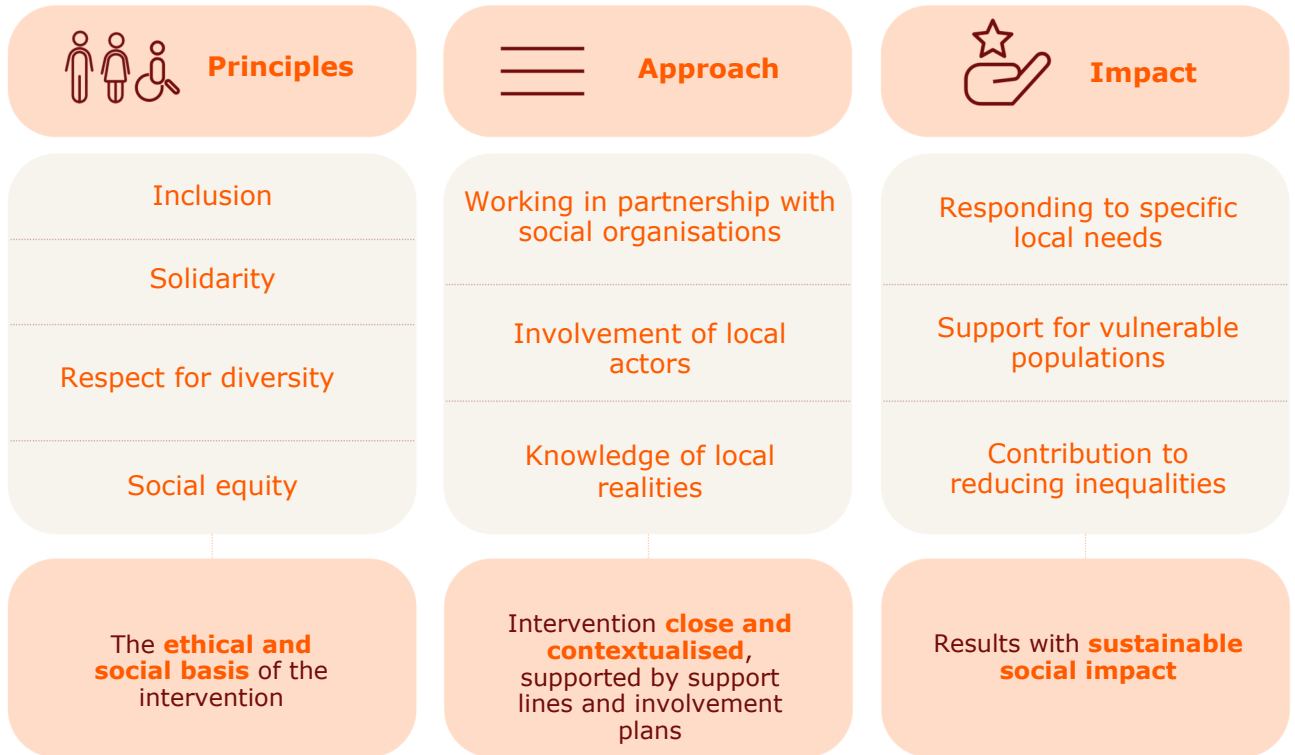 Principles
Approach
Impact
Inclusion
Solidarity
Respect for diversity
Social equity
Working in partnership with
social organisations
Involvement of local
actors
Knowledge of local
realities
Responding to specific
local needs
Support for vulnerable
populations
Contribution to
reducing inequalities
The ethical and
social basis of the
intervention
Intervention close and
contextualised,
supported by support
lines and involvement
plans
Results with sustainable
social impact